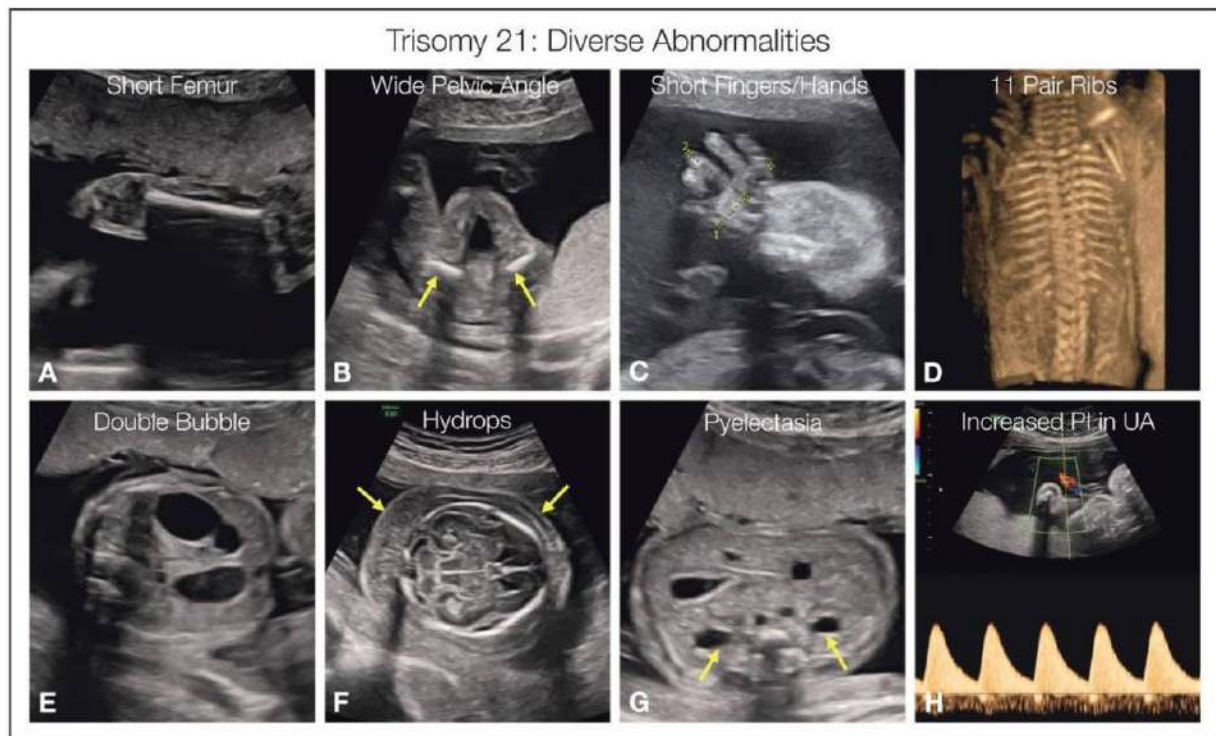 Trisomy 21: Diverse Abnormalities
Short Femur
Wide Pelvic Angle
Short Fingers/Hands
11 Pair Ribs
A
B
C
D
Double Bubble
Hydrops
Pyelectasia
Increased PI in UA
E
F
G
H